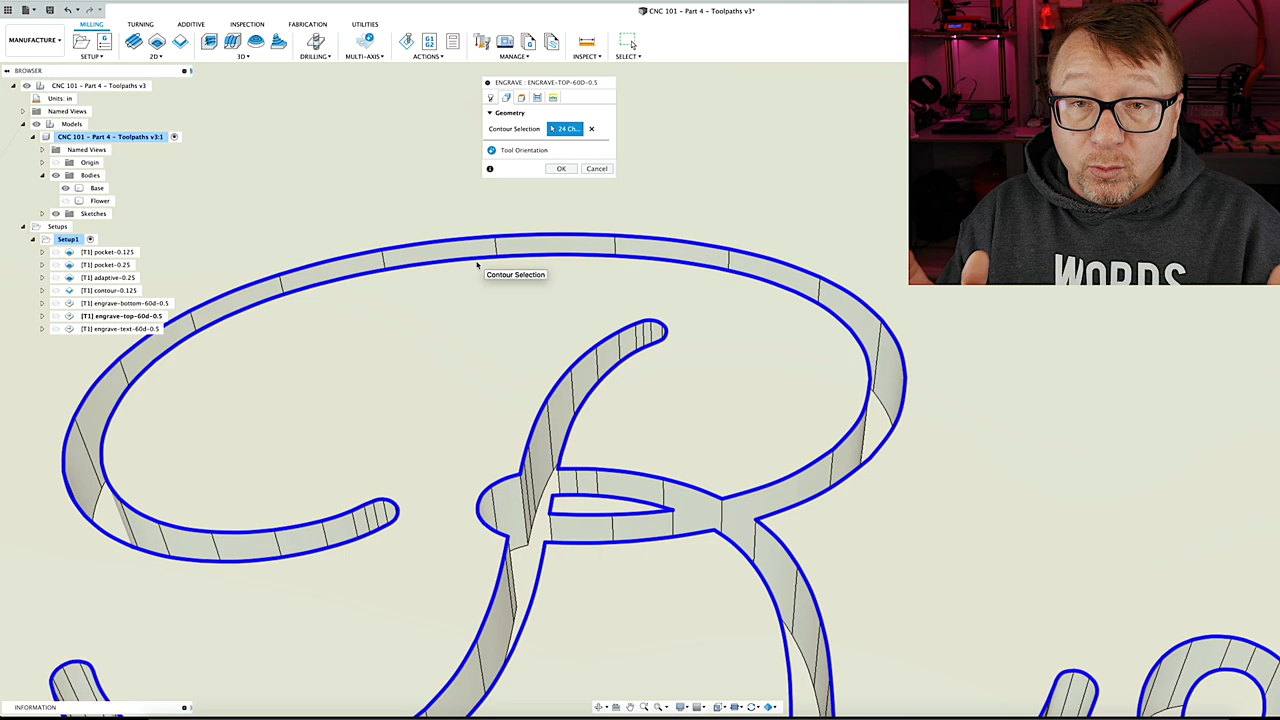 CNC 101 - Part 4 - Toolpaths v3*
MILLING
TURNING
ADDITIVE
INSPECTION
FABRICATION
UTILITIES
MANUFACTURE
G1
G2
SETUP
2D
3D
DRILLING
MULTI-AXIS
ACTIONS
MANAGE
INSPECT
SELECT
BROWSER
CNC 101 - Part 4 - Toolpaths v3
Units: in
Named Views
Models
CNC 101 - Part 4 - Toolpaths v3:1
Named Views
Origin
Bodies
Base
Flower
Sketches
Setups
Setup1
[T1] pocket-0.125
[T1] pocket-0.25
[T1] adaptive-0.25
[T1] contour-0.125
[T1] engrave-bottom-60d-0.5
[T1] engrave-top-60d-0.5
[T1] engrave-text-60d-0.5
ENGRAVE : ENGRAVE-TOP-60D-0.5
Geometry
Contour Selection
24 Ch...
Tool Orientation
OK
Cancel
Contour Selection
WORDS
INFORMATION